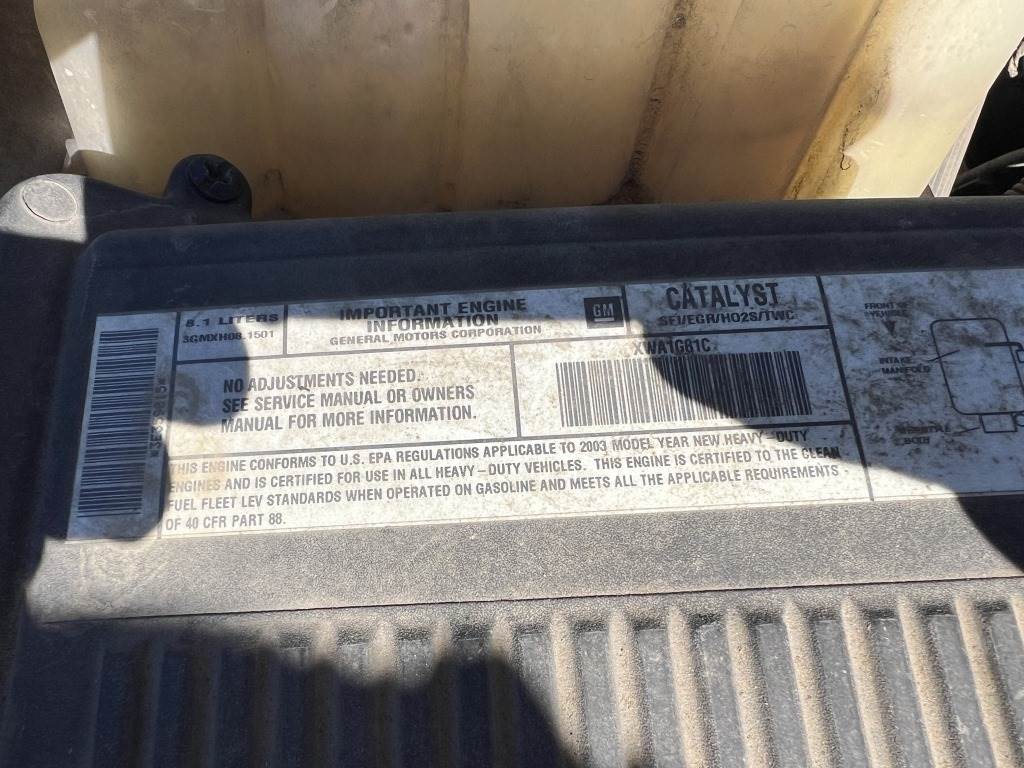 8.1 LITERS
3GMXH08.1501
IMPORTANT ENGINE
INFORMATION
GENERAL MOTORS CORPORATION
GM
CATALYST
SFI/EGR/HO2S/TWC
NO ADJUSTMENTS NEEDED.
SEE SERVICE MANUAL OR OWNERS
MANUAL FOR MORE INFORMATION.
XWA1G81C
THIS ENGINE CONFORMS TO U.S. EPA REGULATIONS APPLICABLE TO 2003 MODEL YEAR NEW HEAVY-DUTY
ENGINES AND IS CERTIFIED FOR USE IN ALL HEAVY-DUTY VEHICLES. THIS ENGINE IS CERTIFIED TO THE CLEAN
FUEL FLEET LEV STANDARDS WHEN OPERATED ON GASOLINE AND MEETS ALL THE APPLICABLE REQUIREMENTS
OF 40 CFR PART 88.
FRONT OF
INTAKE
MANIFOLD